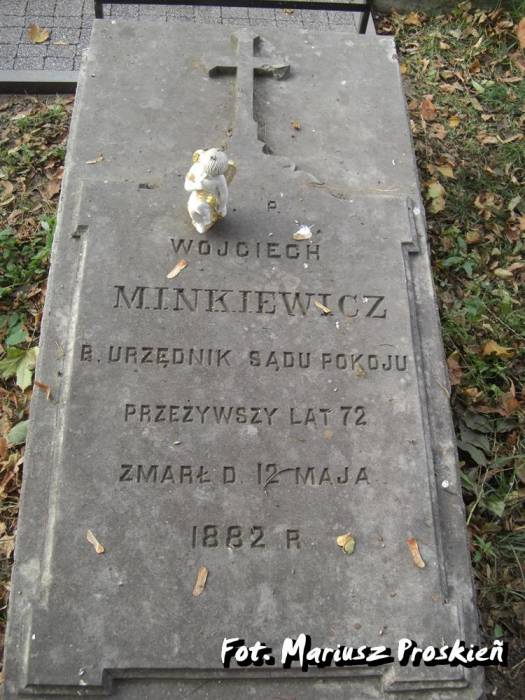 P.
WOJCIECH
MINKIEWICZ
B. URZĘDNIK SĄDU POKOJU
PRZEŻYWSZY LAT 72
ZMARŁ D. 12 MAJA
1882 R
Fot. Mariusz Proskień